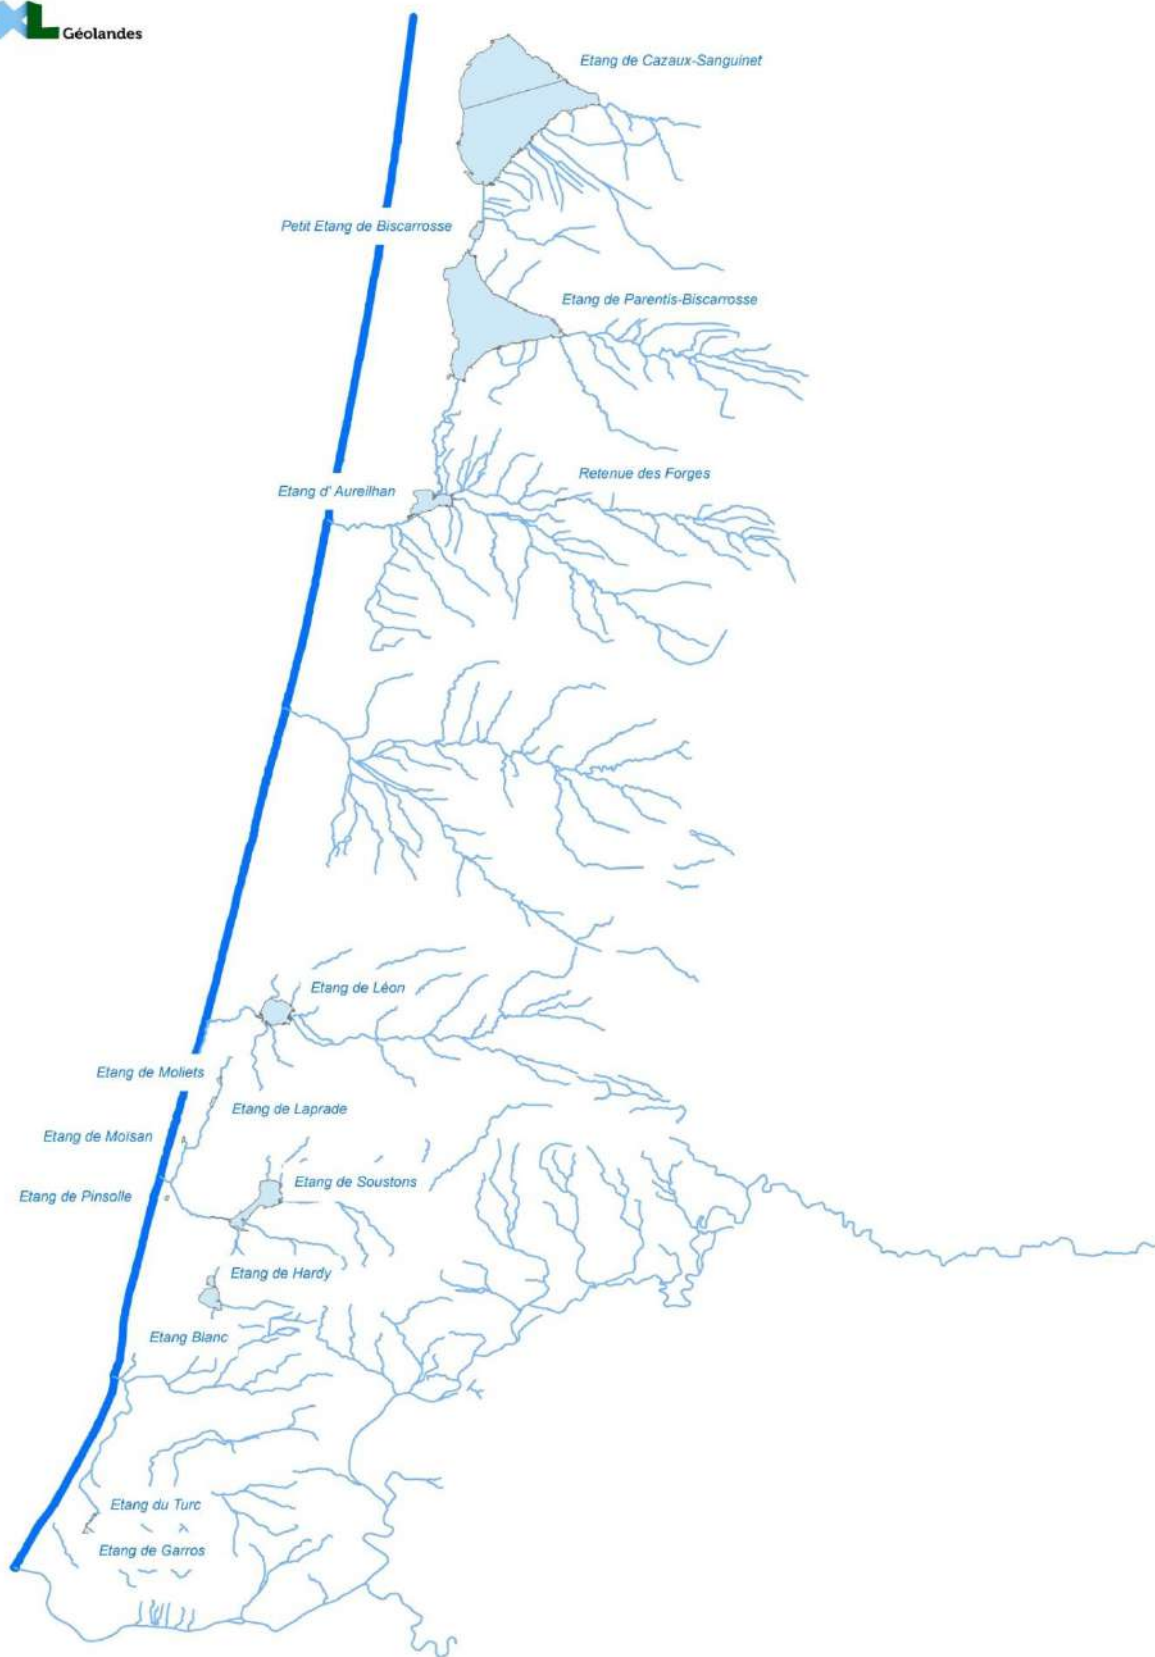 XL
Géolandes
Etang de Cazaux-Sanguinet
Petit Etang de Biscarrosse
Etang de Parentis-Biscarrosse
Retenue des Forges
Etang d' Aureilhan
Etang de Léon
Etang de Moliets
Etang de Laprade
Etang de Moïsan
Etang de Soustons
Etang de Pinsolle
Etang de Hardy
Etang Blanc
Etang du Turc
Etang de Garros